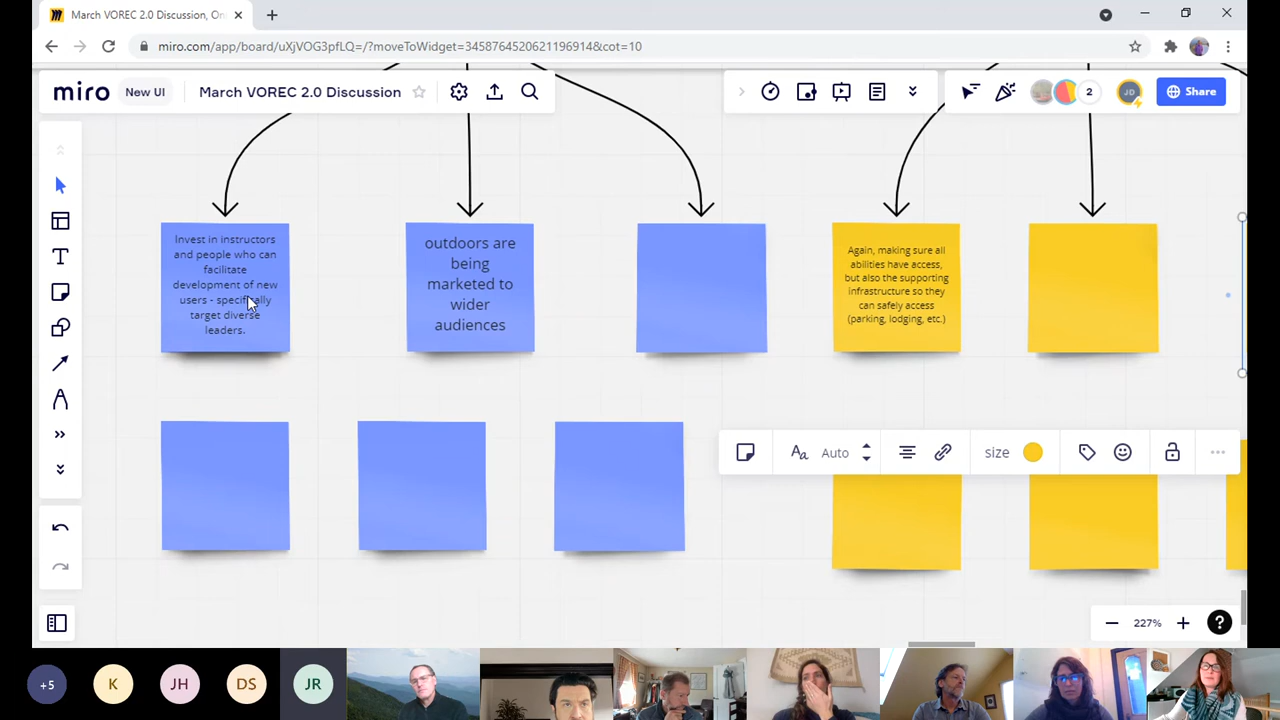 March VOREC 2.0 Discussion, On
miro.com/app/board/uXjVOG3pfLQ=/?moveToWidget=3458764520621196914&cot=10
miro
New UI
March VOREC 2.0 Discussion
2
JD
Share
Invest in instructors
and people who can
facilitate
development of new
users - specifically
target diverse
leaders.
outdoors are
being
marketed to
wider
audiences
Again, making sure all
abilities have access,
but also the supporting
infrastructure so they
can safely access
(parking, lodging, etc.)
Auto
size
227%
?
+5
K
JH
DS
JR